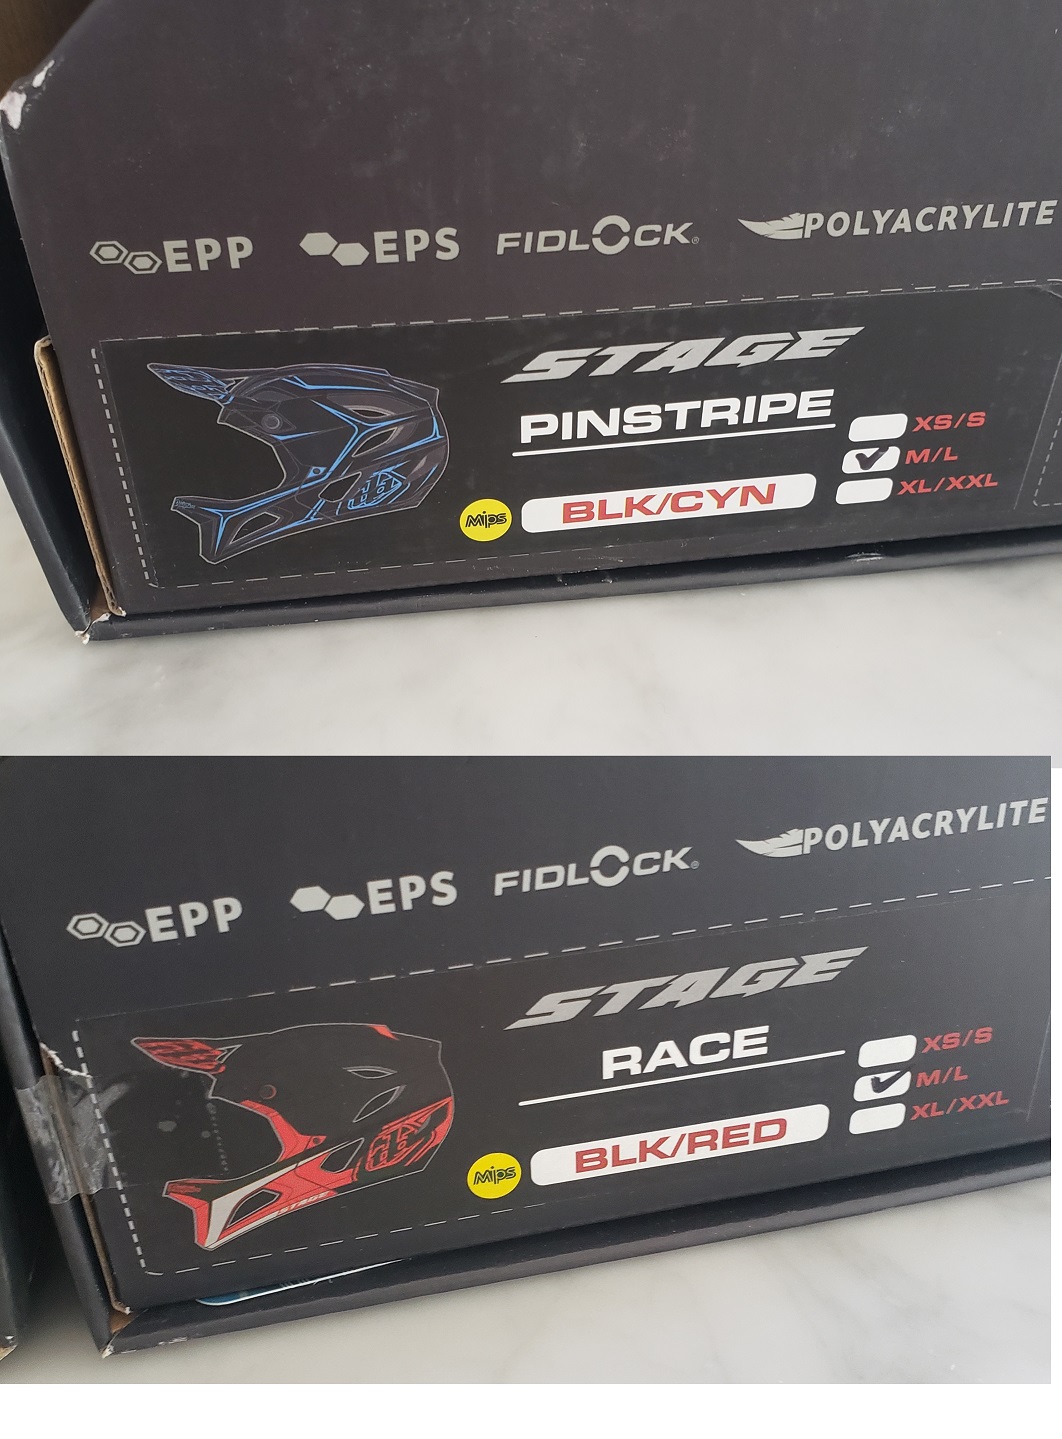 EPP EPS FIDLOCK® POLYACRYLITE
STAGE
PINSTRIPE
XS/S
M/L
XL/XXL
Mips BLK/CYN
EPP EPS FIDLOCK® POLYACRYLITE
STAGE
RACE
XS/S
M/L
XL/XXL
Mips BLK/RED
STAGE